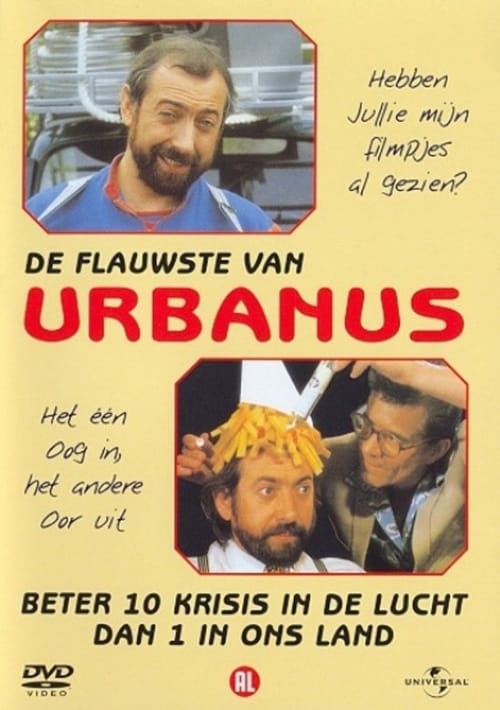 Hebben
Jullie mijn
filmpjes
al gezien?
DE FLAUWSTE VAN
URBANUS
Het één
Oog in,
het andere
Oor uit
BETER 10 KRISIS IN DE LUCHT
DAN 1 IN ONS LAND
DVD
VIDEO
AL
UNIVERSAL